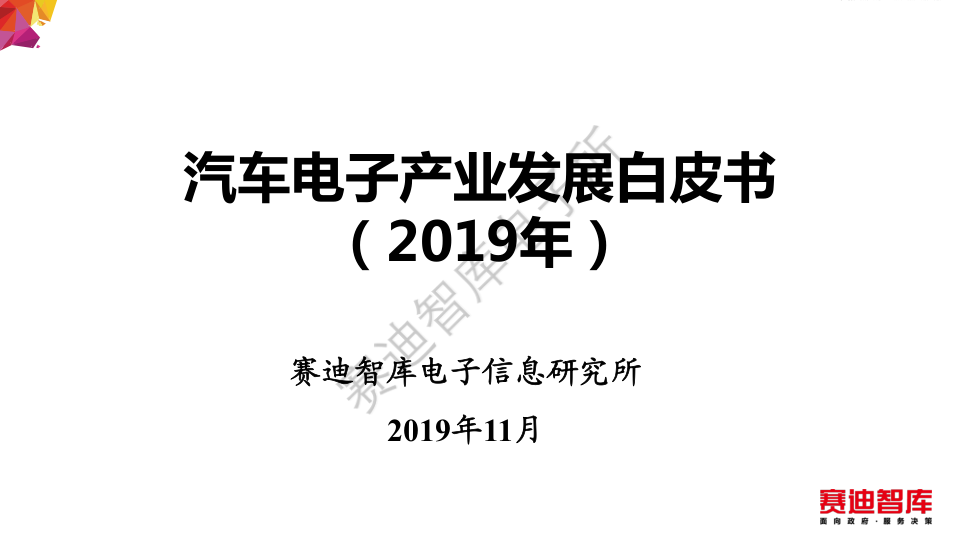 汽车电子产业发展白皮书
（2019年）
赛迪智库电子信息研究所
2019年11月
赛迪智库电子所
赛迪智库
面向政府·服务决策